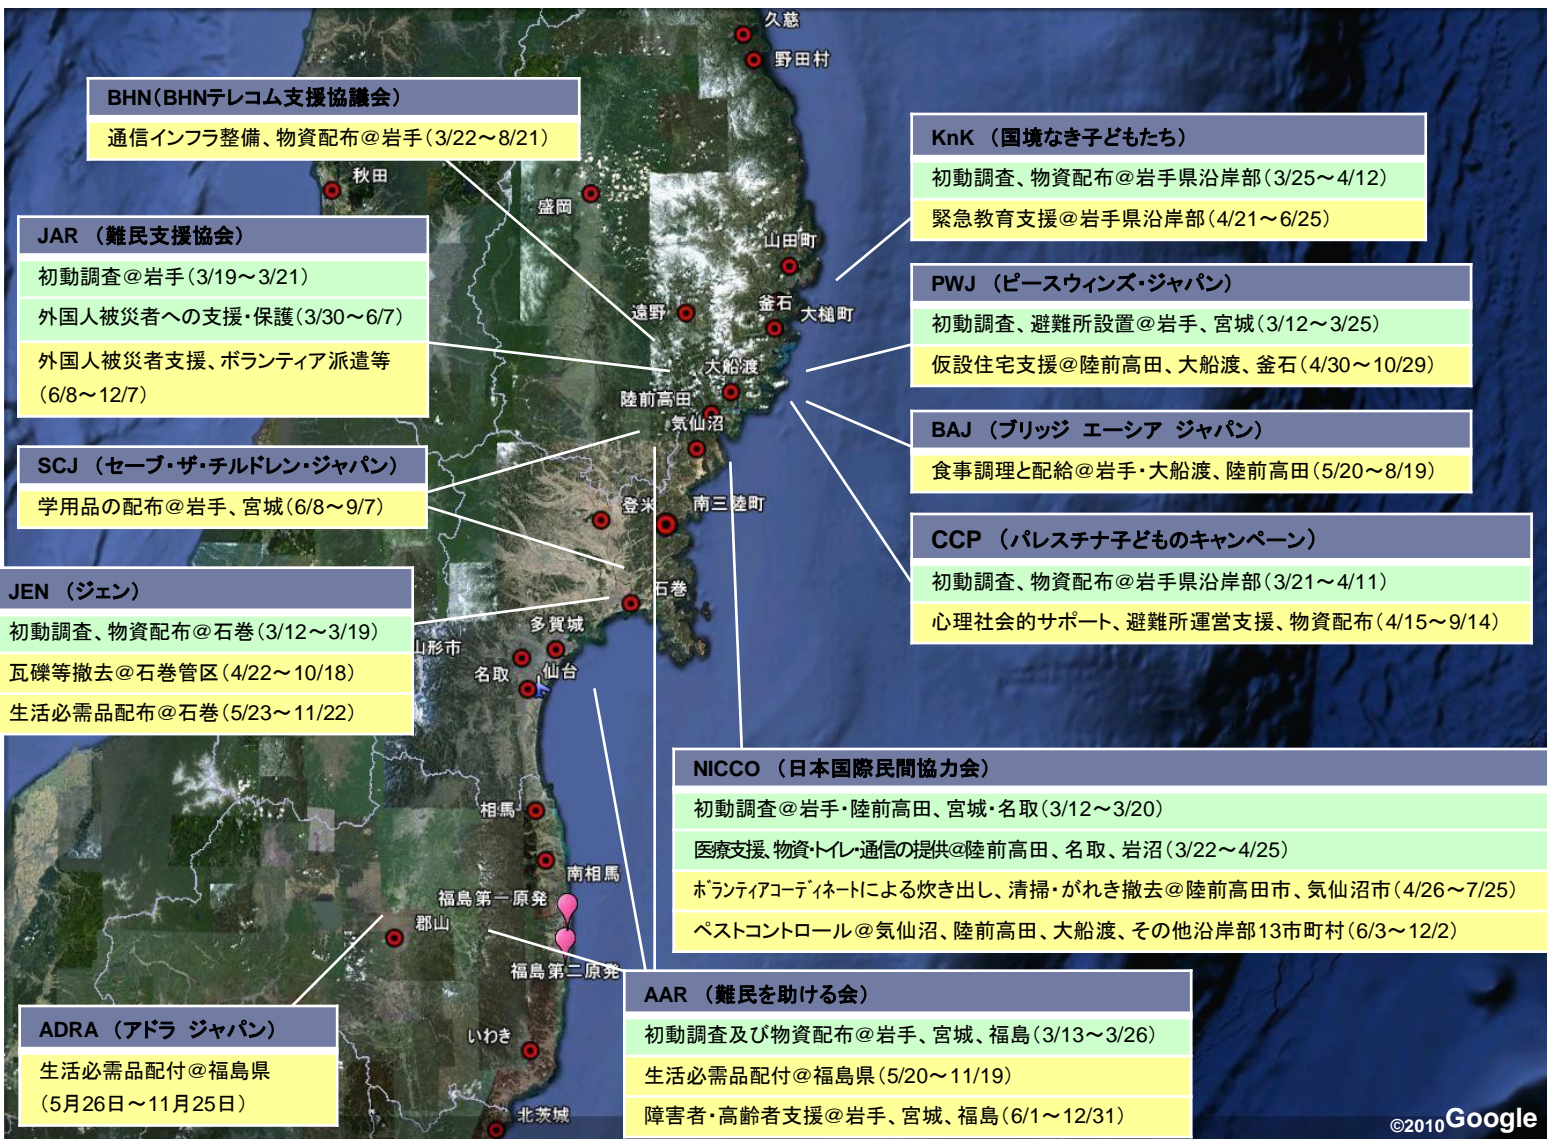 久慈
野田村
BHN(BHNテレコム支援協議会)
通信インフラ整備、物資配布@岩手(3/22～8/21)
秋田
盛岡
KnK (国境なき子どもたち)
初動調査、物資配布@岩手県沿岸部(3/25～4/12)
緊急教育支援@岩手県沿岸部(4/21～6/25)
JAR (難民支援協会)
初動調査@岩手(3/19～3/21)
外国人被災者への支援・保護(3/30～6/7)
外国人被災者支援、ボランティア派遣等
(6/8～12/7)
山田町
釜石
大槌町
遠野
大船渡
陸前高田
気仙沼
PWJ (ピースウィンズ・ジャパン)
初動調査、避難所設置@岩手、宮城(3/12～3/25)
仮設住宅支援@陸前高田、大船渡、釜石(4/30～10/29)
BAJ (ブリッジ エーシア ジャパン)
食事調理と配給@岩手・大船渡、陸前高田(5/20～8/19)
SCJ (セーブ・ザ・チルドレン・ジャパン)
学用品の配布@岩手、宮城(6/8～9/7)
登米
南三陸町
石巻
CCP (パレスチナ子どものキャンペーン)
初動調査、物資配布@岩手県沿岸部(3/21～4/11)
心理社会的サポート、避難所運営支援、物資配布(4/15～9/14)
JEN (ジェン)
初動調査、物資配布@石巻(3/12～3/19)
瓦礫等撤去@石巻管区(4/22～10/18)
生活必需品配布@石巻(5/23～11/22)
山形市
多賀城
仙台
名取
相馬
南相馬
福島第一原発
郡山
福島第二原発
いわき
北茨城
NICCO (日本国際民間協力会)
初動調査@岩手・陸前高田、宮城・名取(3/12～3/20)
医療支援、物資・トイレ・通信の提供@陸前高田、名取、岩沼(3/22～4/25)
ボランティアコーディネートによる炊き出し、清掃・がれき撤去@陸前高田市、気仙沼市(4/26～7/25)
ペストコントロール@気仙沼、陸前高田、大船渡、その他沿岸部13市町村(6/3～12/2)
AAR (難民を助ける会)
初動調査及び物資配布@岩手、宮城、福島(3/13～3/26)
生活必需品配付@福島県(5/20～11/19)
障害者・高齢者支援@岩手、宮城、福島(6/1～12/31)
ADRA (アドラ ジャパン)
生活必需品配付@福島県
(5月26日～11月25日)
©2010 Google